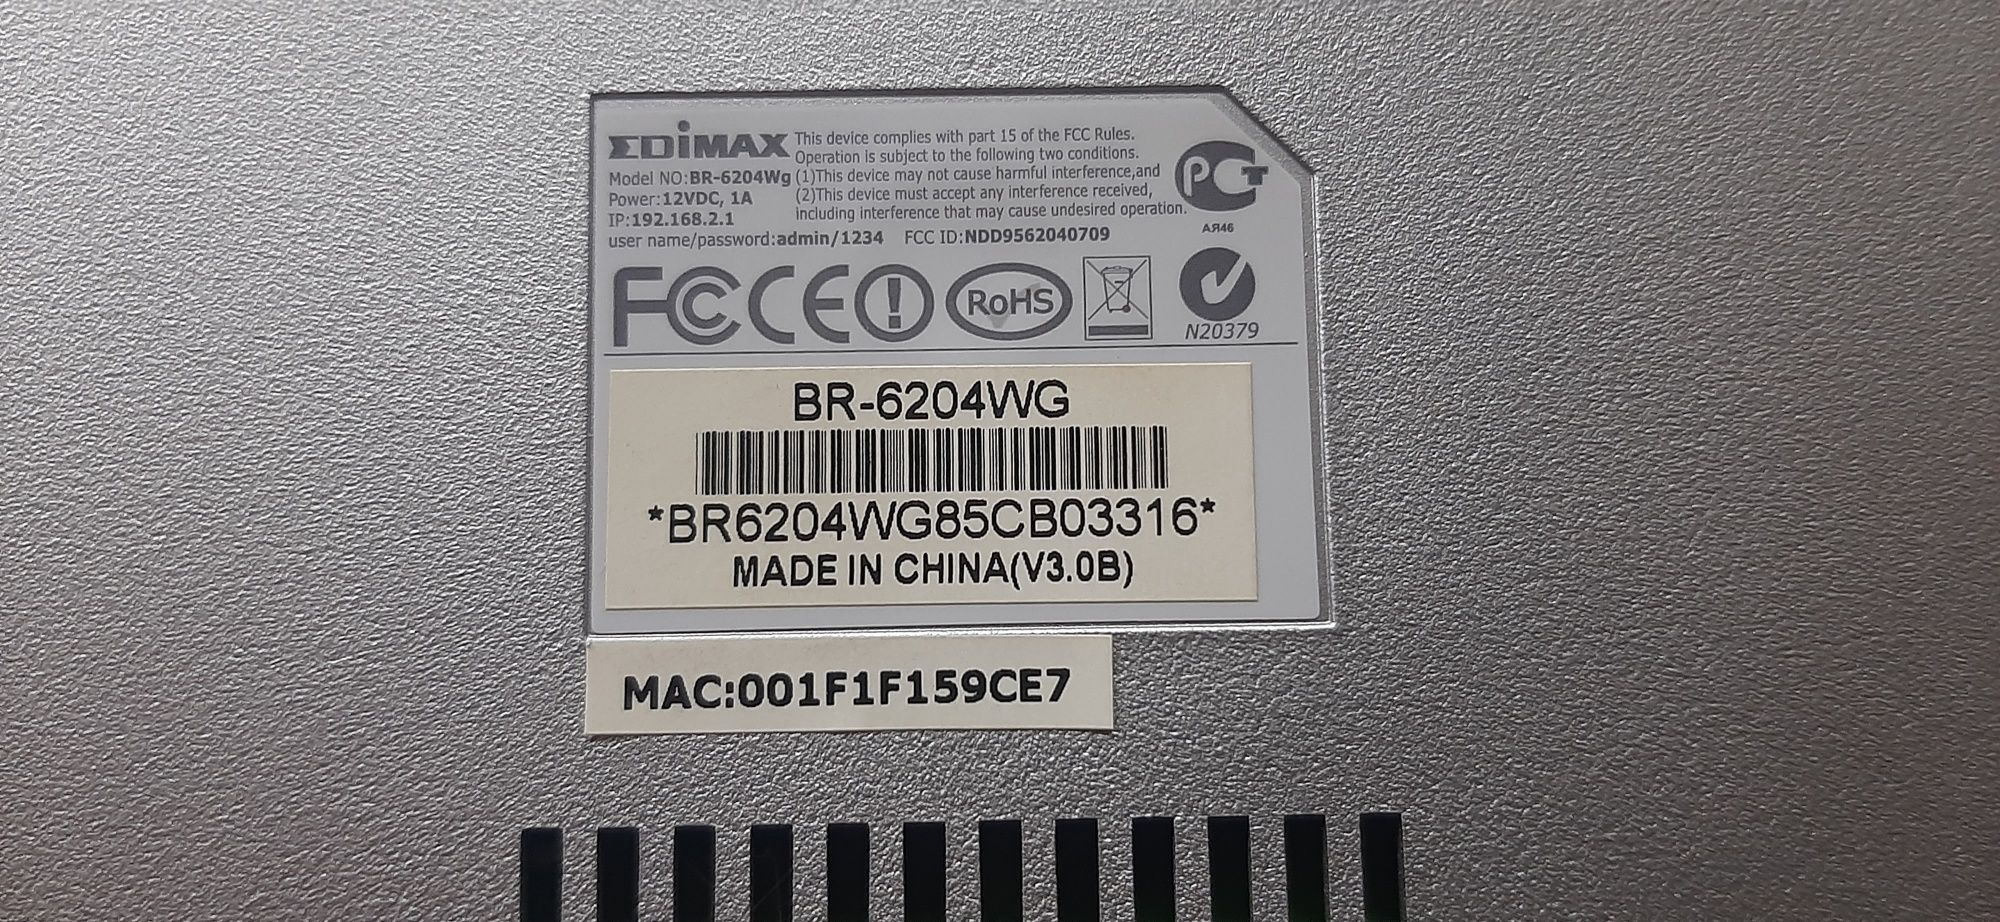 EDiMAX
Model NO:BR-6204Wg
Power:12VDC, 1A
IP:192.168.2.1
user name/password:admin/1234 FCC ID:NDD9562040709
This device complies with part 15 of the FCC Rules.
Operation is subject to the following two conditions.
(1)This device may not cause harmful interference,and
(2)This device must accept any interference received,
including interference that may cause undesired operation.
РСТ
АЯ46
FC CE RoHS
N20379
BR-6204WG
*BR6204WG85CB03316*
MADE IN CHINA(V3.0B)
MAC:001F1F159CE7